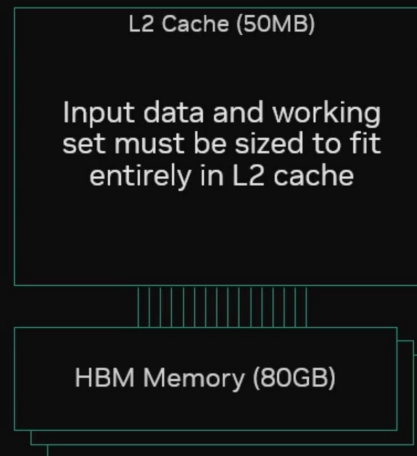 L2 Cache (50MB)
Input data and working
set must be sized to fit
entirely in L2 cache
HBM Memory (80GB)